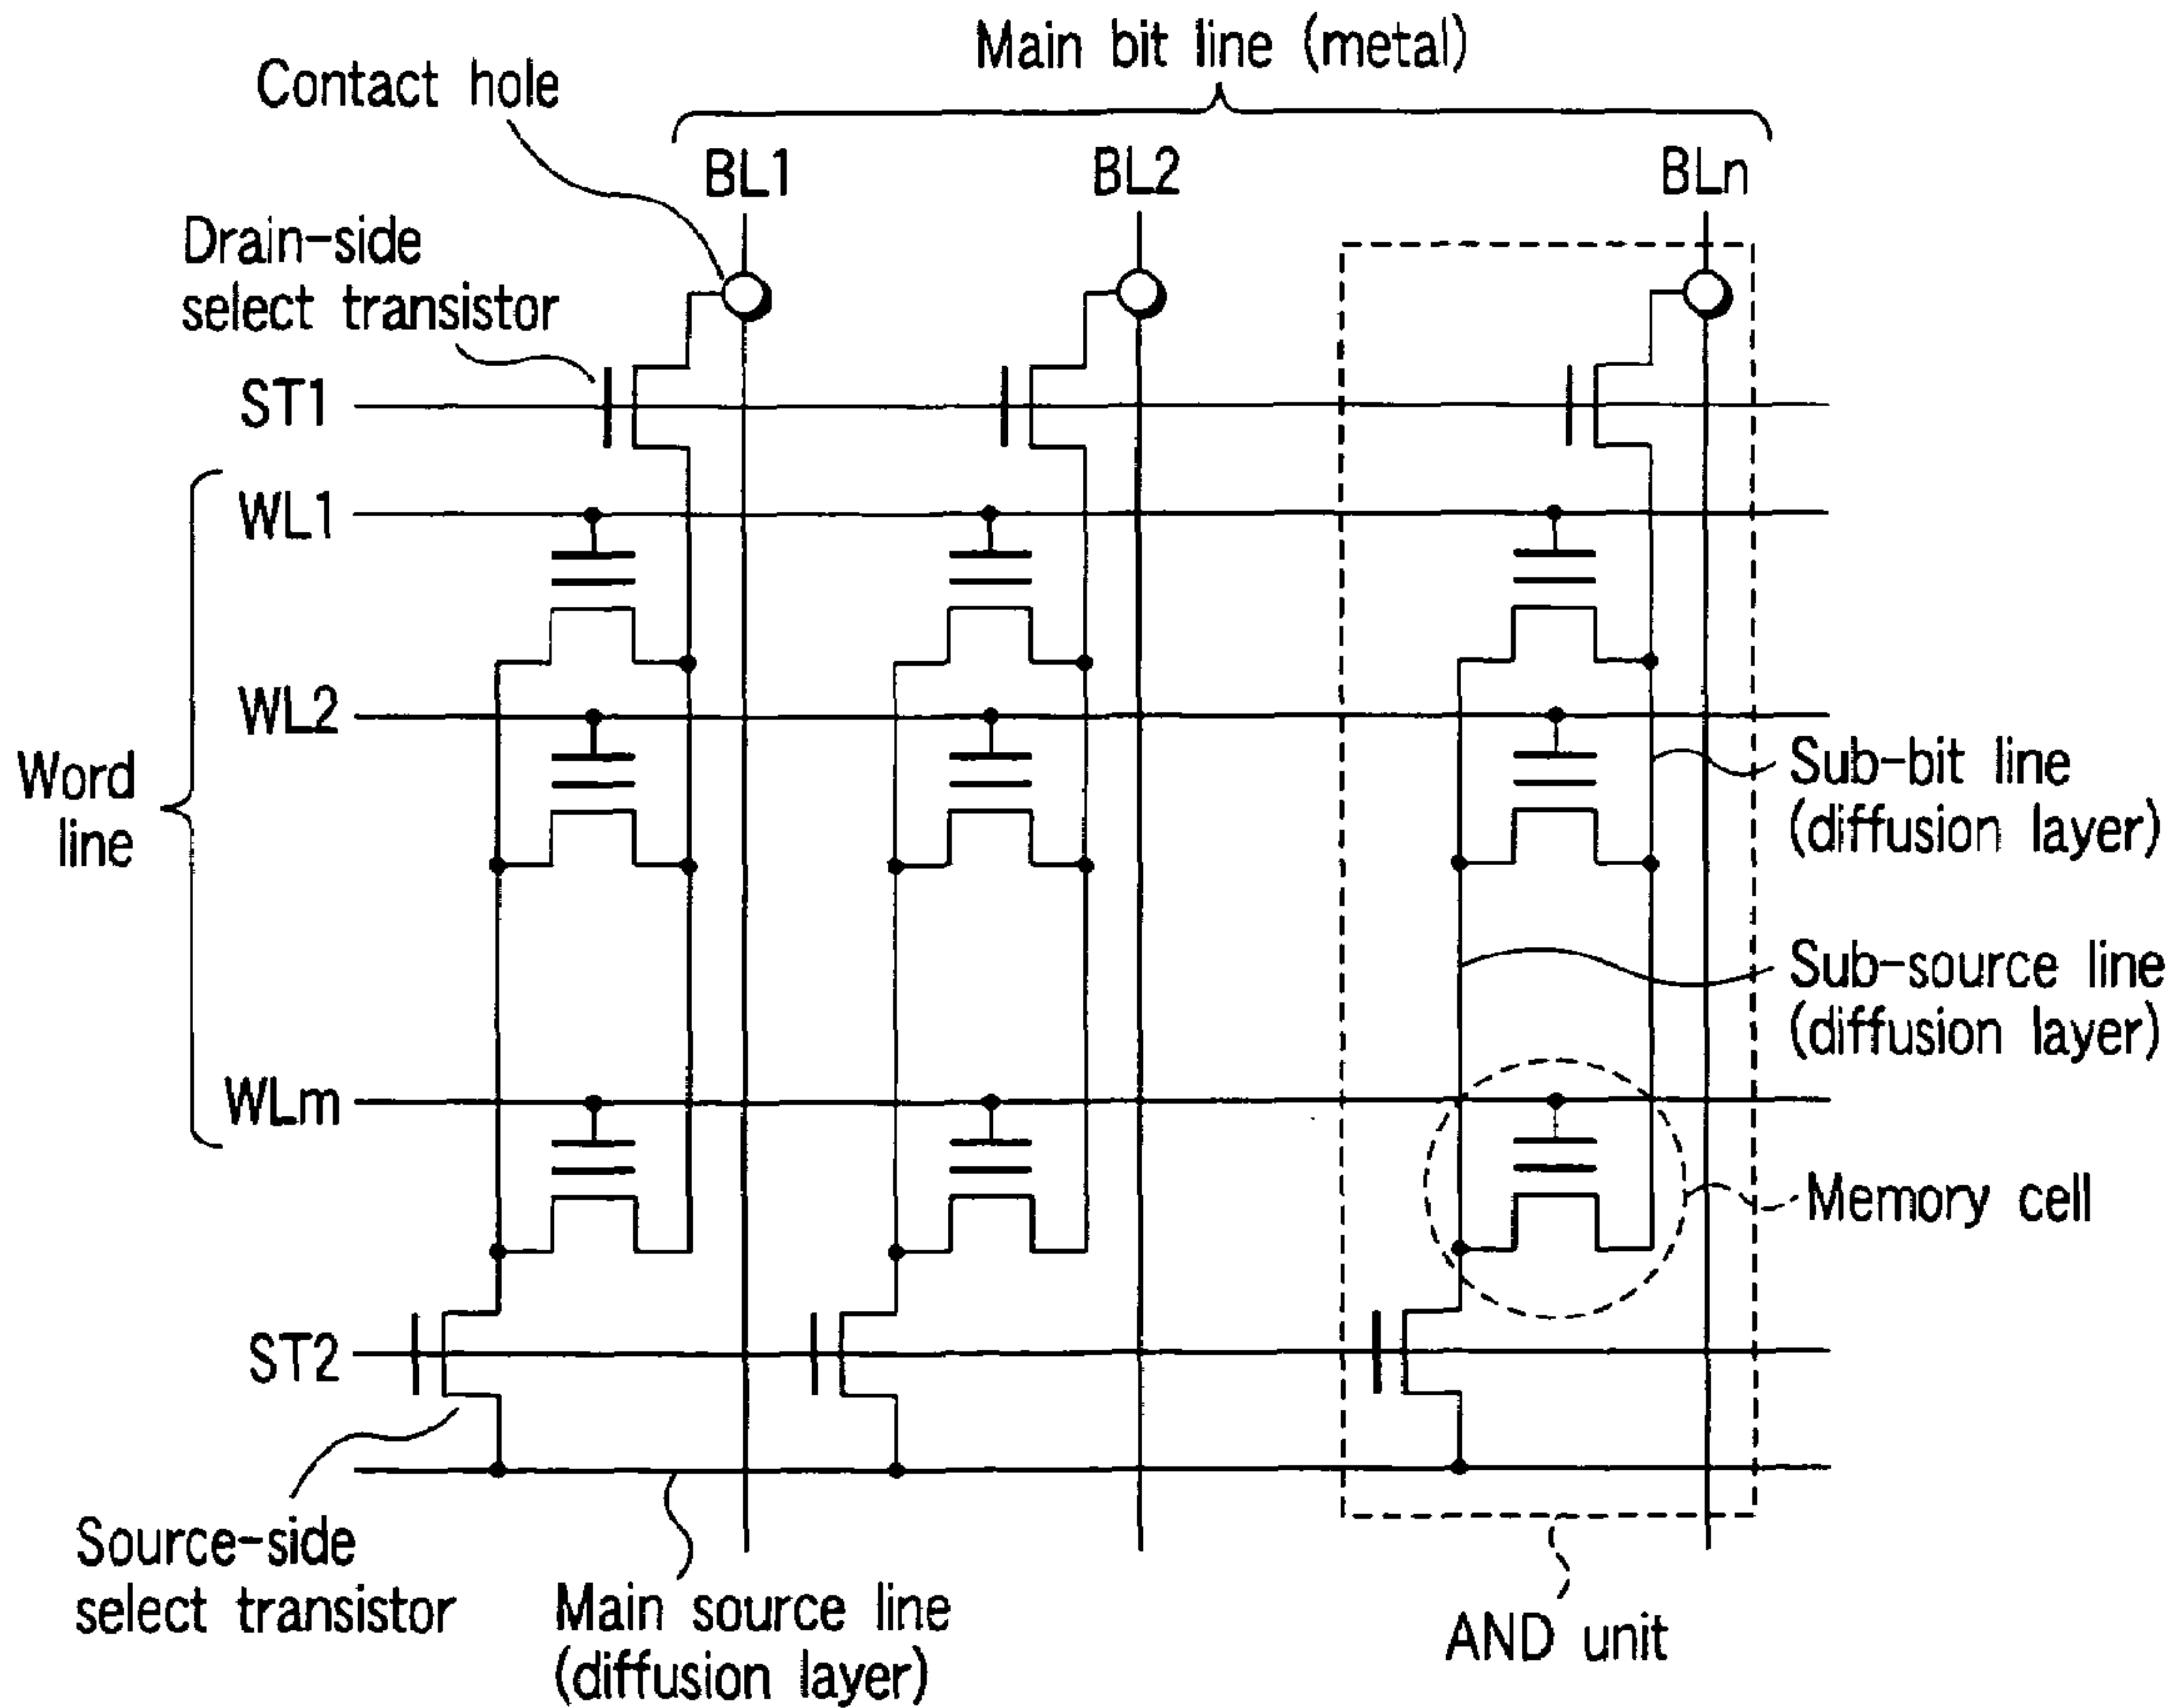 Main bit line (metal)
Contact hole
BL1
BL2
BLn
Drain-side
select transistor
ST1
WL1
WL2
Word
line
Sub-bit line
(diffusion layer)
Sub-source line
(diffusion layer)
WLm
Memory cell
ST2
Source-side
select transistor
Main source line
(diffusion layer)
AND unit